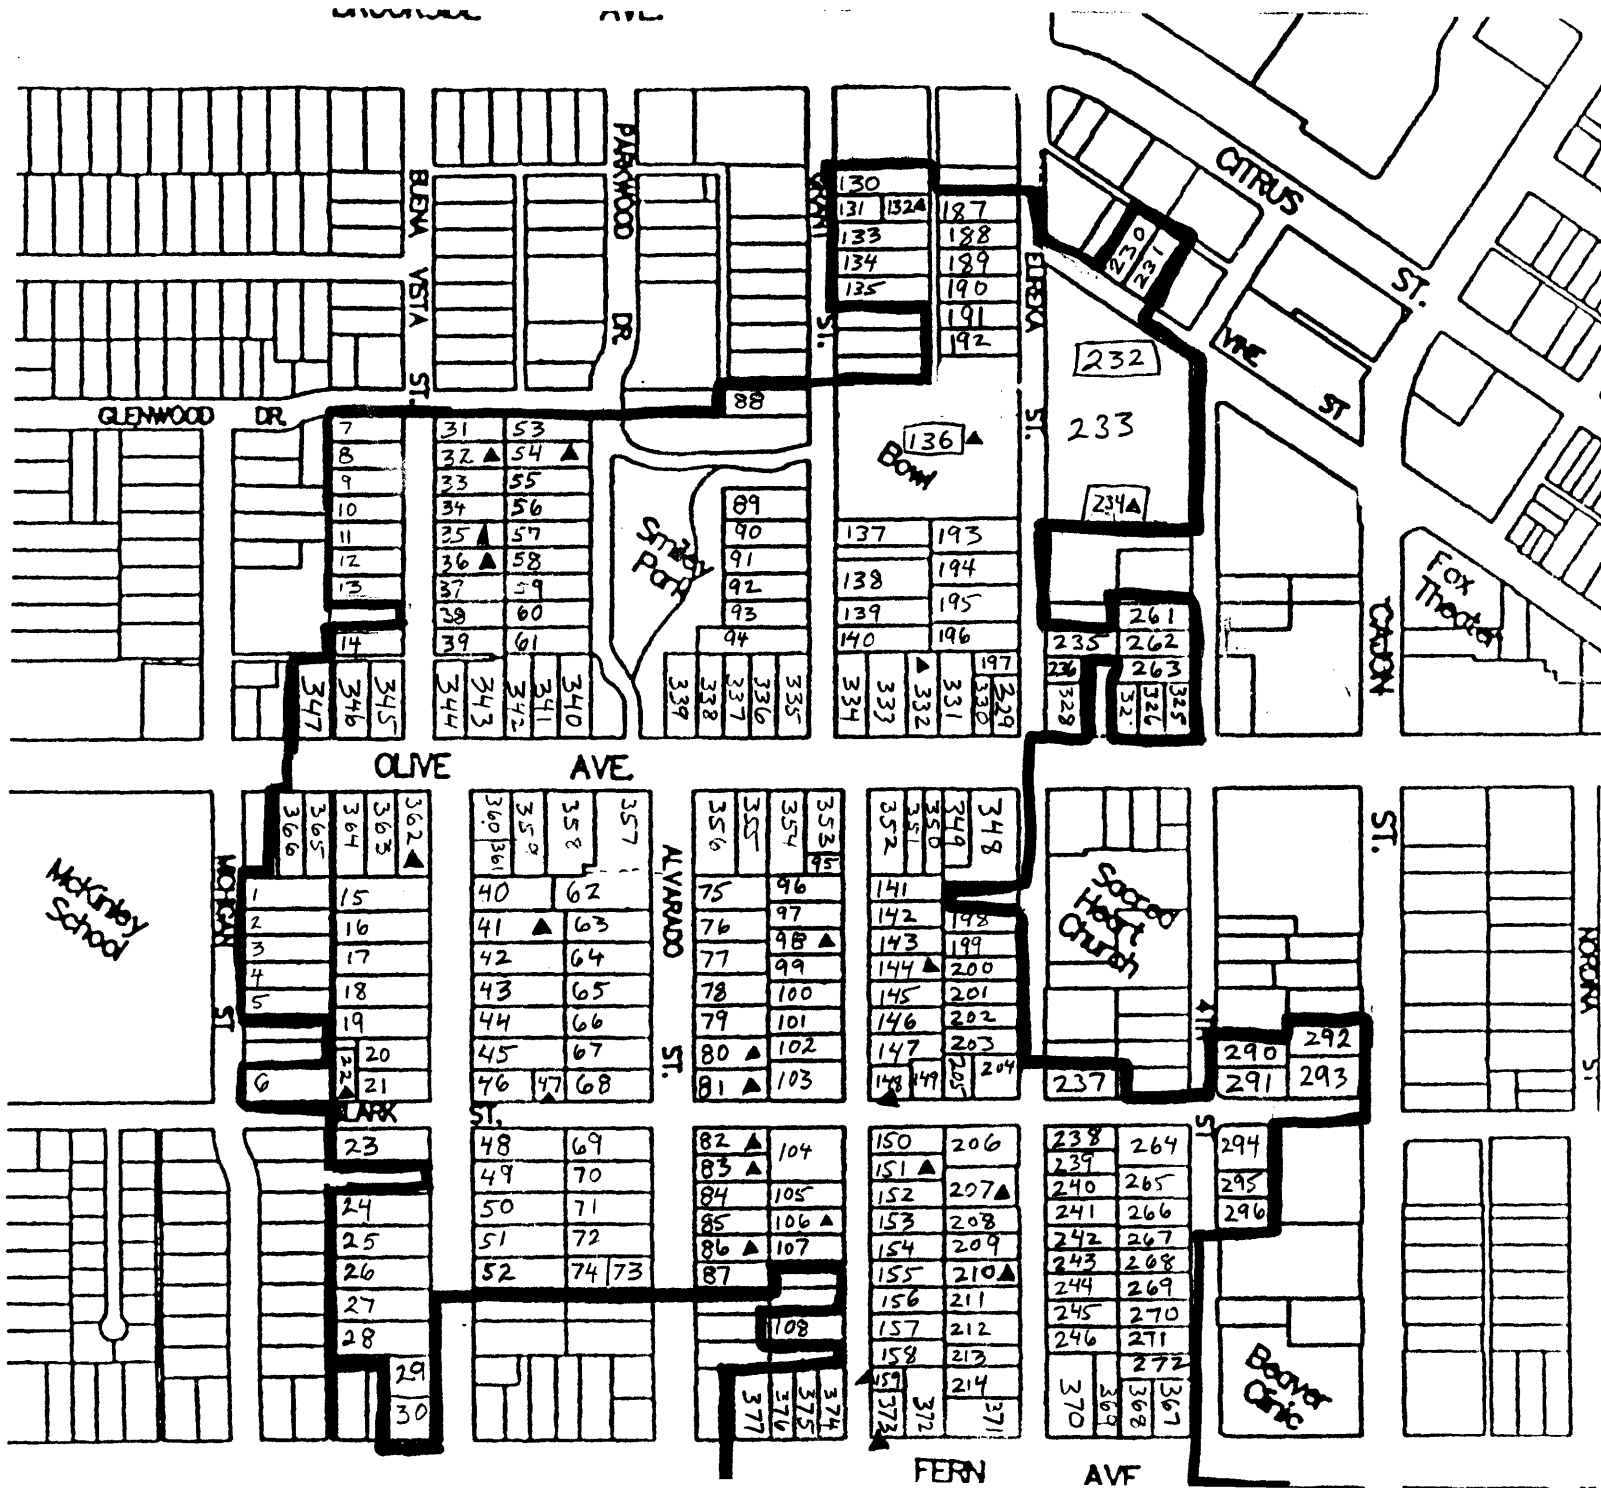 AVE.
CITRUS
ST.
BUENA VISTA ST.
PARKWOOD DR.
GRANT ST.
EUREKA ST.
VINE ST
GLENWOOD DR.
CAJON ST.
130
131 132 187
133 188
134 189
135 190
191
192
230 231
232
233
234
88
136
Bowl
7 31 53
8 32 54
9 33 55
10 34 56
11 35 57
12 36 58
13 37 59
38 60
14 39 61
Smiley
Park
89
90
91
92
93
94
137 193
138 194
139 195
140 196
197
235 261
236 262
263
Fox
Theater
347 346 345 344 343 342 341 340 339 338 337 336 335 334 333 332 331 330 329 328 327 326 325
OLIVE AVE.
366 365 364 363 362 360 361 359 358 357 356 355 354 353 352 351 350 349 348
95
McKinley
School
MICHIGAN ST
ALVARADO ST.
Sacred
Heart
Church
4TH ST
1 15 40 62 75 96 141
2 16 41 63 76 97 142 198
3 17 42 64 77 98 143 199
4 18 43 65 78 99 144 200
5 19 44 66 79 100 145 201
20 45 67 80 101 146 202
6 22 21 46 47 68 81 102 147 203
103 148 149 205 204 237
290 292
291 293
LARK ST.
23 48 69 82 104 150 206 238 264 294
49 70 83 151 239
24 50 71 84 105 152 207 240 265 295
25 51 72 85 106 153 208 241 266 296
26 52 74 73 86 107 154 209 242 267
27 87 155 210 243 268
28 108 156 211 244 269
29 157 212 245 270
30 158 213 246 271
159 214 272
377 376 375 374 373 372 371 370 369 368 367
Beaver
Clinic
FERN AVE